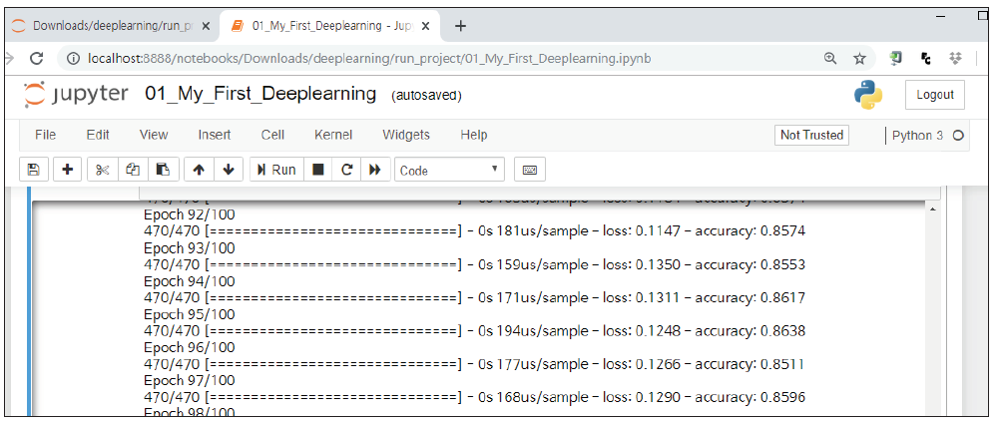 Downloads/deeplearning/run_pr
01_My_First_Deeplearning - Jup
localhost:8888/notebooks/Downloads/deeplearning/run_project/01_My_First_Deeplearning.ipynb
jupyter 01_My_First_Deeplearning (autosaved)
Logout
File Edit View Insert Cell Kernel Widgets Help
Not Trusted
Python 3
Run
Code
Epoch 92/100
470/470 [==============================] - 0s 181us/sample - loss: 0.1147 - accuracy: 0.8574
Epoch 93/100
470/470 [==============================] - 0s 159us/sample - loss: 0.1350 - accuracy: 0.8553
Epoch 94/100
470/470 [==============================] - 0s 171us/sample - loss: 0.1311 - accuracy: 0.8617
Epoch 95/100
470/470 [==============================] - 0s 194us/sample - loss: 0.1248 - accuracy: 0.8638
Epoch 96/100
470/470 [==============================] - 0s 177us/sample - loss: 0.1266 - accuracy: 0.8511
Epoch 97/100
470/470 [==============================] - 0s 168us/sample - loss: 0.1290 - accuracy: 0.8596
Epoch 98/100